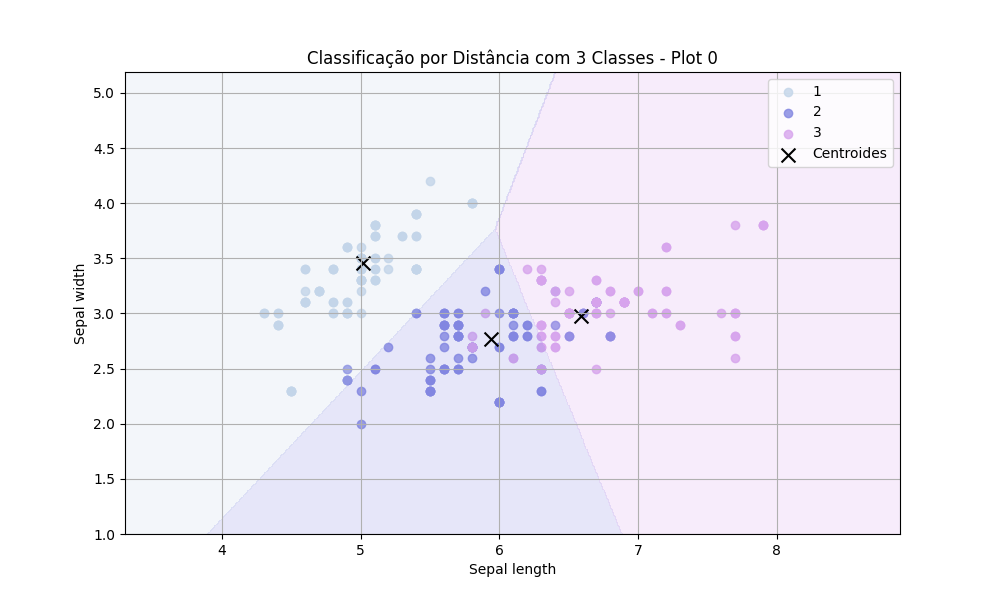 Classificação por Distância com 3 Classes - Plot 0
1
2
3
Centroides
Sepal width
5.0
4.5
4.0
3.5
3.0
2.5
2.0
1.5
1.0
4 5 6 7 8
Sepal length